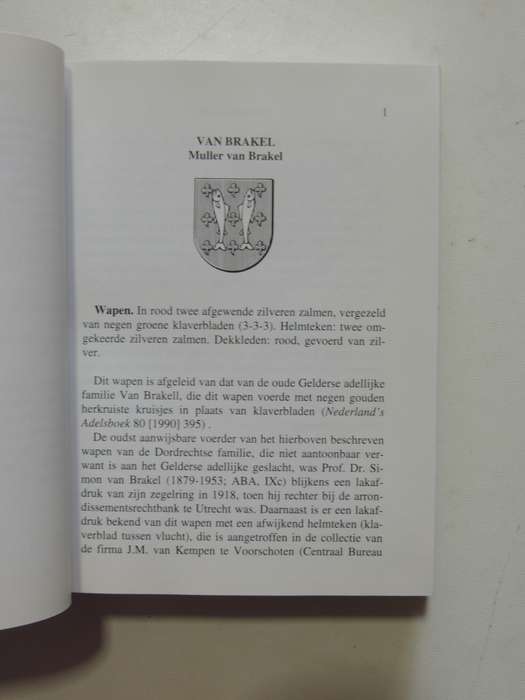 1
VAN BRAKEL
Muller van Brakel
Wapen. In rood twee afgewende zilveren zalmen, vergezeld
van negen groene klaverbladen (3-3-3). Helmteken: twee om-
gekeerde zilveren zalmen. Dekkleden: rood, gevoerd van zil-
ver.
Dit wapen is afgeleid van dat van de oude Gelderse adellijke
familie Van Brakell, die dit wapen voerde met negen gouden
herkruiste kruisjes in plaats van klaverbladen (Nederland's
Adelsboek 80 [1990] 395) .
De oudst aanwijsbare voerder van het hierboven beschreven
wapen van de Dordrechtse familie, die niet aantoonbaar ver-
want is aan het Gelderse adellijke geslacht, was Prof. Dr. Si-
mon van Brakel (1879-1953; ABA, IXc) blijkens een lakaf-
druk van zijn zegelring in 1918, toen hij rechter bij de arron-
dissementsrechtbank te Utrecht was. Daarnaast is er een lakaf-
druk bekend van dit wapen met een afwijkend helmteken (kla-
verblad tussen vlucht), die is aangetroffen in de collectie van
de firma J.M. van Kempen te Voorschoten (Centraal Bureau